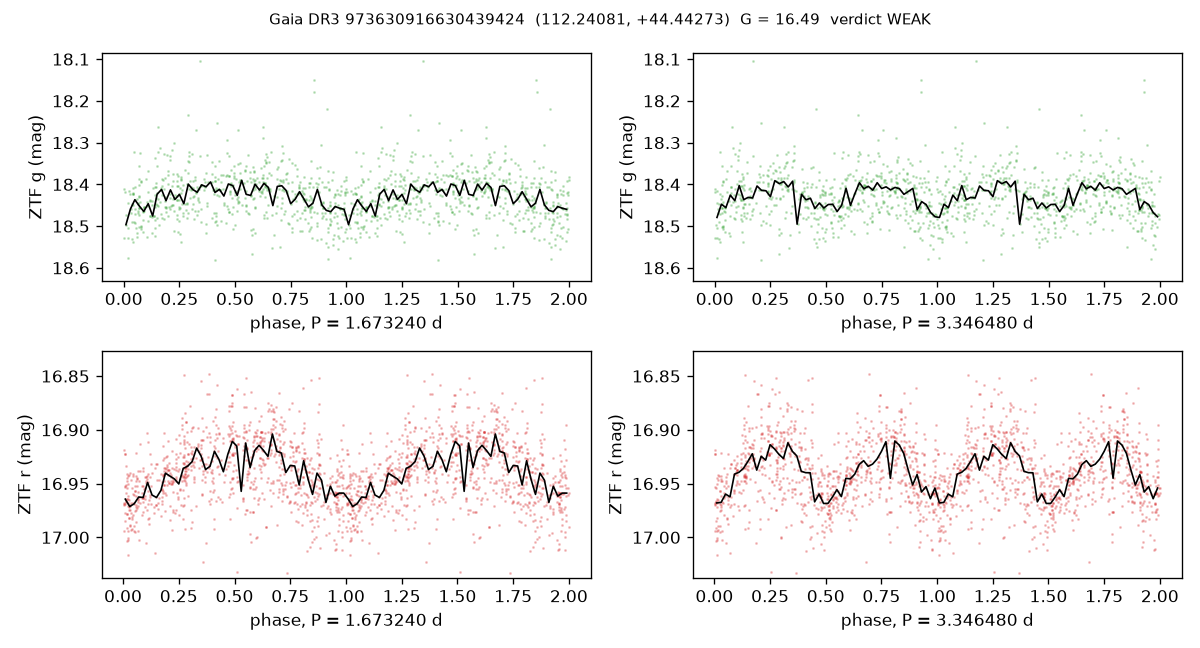 Gaia DR3 973630916630439424 (112.24081, +44.44273) G = 16.49 verdict WEAK
18.1
18.2
18.3
18.4
18.5
18.6
ZTF g (mag)
0.00 0.25 0.50 0.75 1.00 1.25 1.50 1.75 2.00
phase, P = 1.673240 d
18.1
18.2
18.3
18.4
18.5
18.6
ZTF g (mag)
0.00 0.25 0.50 0.75 1.00 1.25 1.50 1.75 2.00
phase, P = 3.346480 d
16.85
16.90
16.95
17.00
ZTF r (mag)
0.00 0.25 0.50 0.75 1.00 1.25 1.50 1.75 2.00
phase, P = 1.673240 d
16.85
16.90
16.95
17.00
ZTF r (mag)
0.00 0.25 0.50 0.75 1.00 1.25 1.50 1.75 2.00
phase, P = 3.346480 d